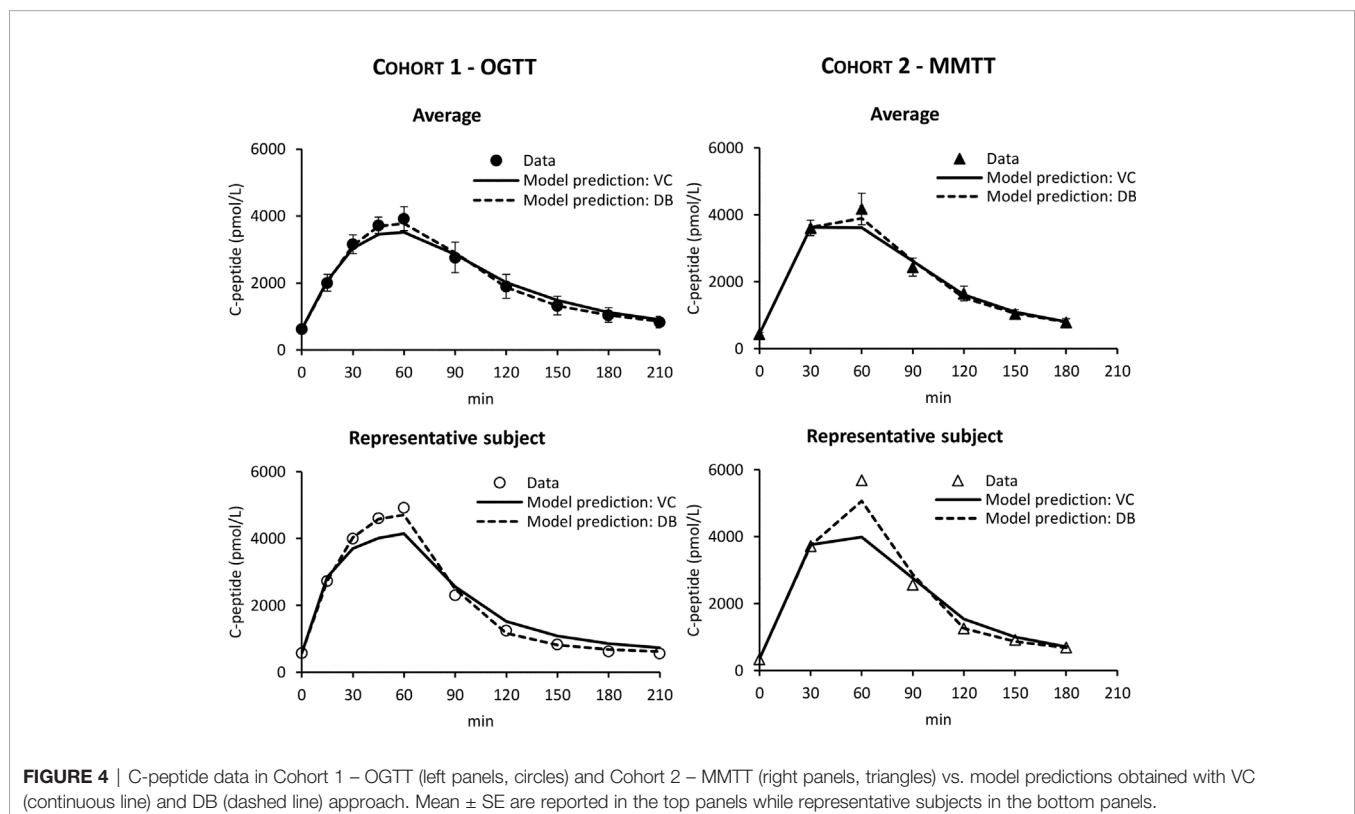 COHORT 1 - OGTT
Average
C-peptide (pmol/L)
6000
4000
2000
0
Data
Model prediction: VC
Model prediction: DB
0 30 60 90 120 150 180 210
min
COHORT 2 - MMTT
Average
C-peptide (pmol/L)
6000
4000
2000
0
Data
Model prediction: VC
Model prediction: DB
0 30 60 90 120 150 180 210
min
Representative subject
C-peptide (pmol/L)
6000
4000
2000
0
Data
Model prediction: VC
Model prediction: DB
0 30 60 90 120 150 180 210
min
Representative subject
C-peptide (pmol/L)
6000
4000
2000
0
Data
Model prediction: VC
Model prediction: DB
0 30 60 90 120 150 180 210
min
FIGURE 4 | C-peptide data in Cohort 1 – OGTT (left panels, circles) and Cohort 2 – MMTT (right panels, triangles) vs. model predictions obtained with VC
(continuous line) and DB (dashed line) approach. Mean ± SE are reported in the top panels while representative subjects in the bottom panels.